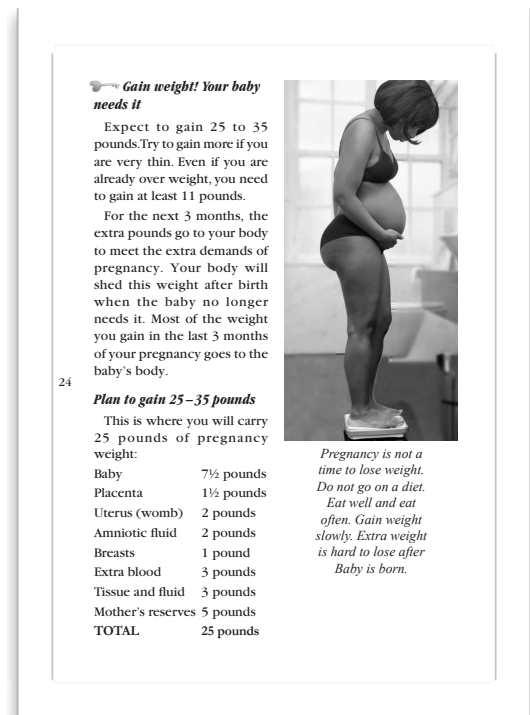 Gain weight! Your baby
needs it
Expect to gain 25 to 35
pounds.Try to gain more if you
are very thin. Even if you are
already over weight, you need
to gain at least 11 pounds.
For the next 3 months, the
extra pounds go to your body
to meet the extra demands of
pregnancy. Your body will
shed this weight after birth
when the baby no longer
needs it. Most of the weight
you gain in the last 3 months
of your pregnancy goes to the
baby's body.
24
Plan to gain 25–35 pounds
This is where you will carry
25 pounds of pregnancy
weight:
Baby 7½ pounds
Placenta 1½ pounds
Uterus (womb) 2 pounds
Amniotic fluid 2 pounds
Breasts 1 pound
Extra blood 3 pounds
Tissue and fluid 3 pounds
Mother's reserves 5 pounds
TOTAL 25 pounds
Pregnancy is not a
time to lose weight.
Do not go on a diet.
Eat well and eat
often. Gain weight
slowly. Extra weight
is hard to lose after
Baby is born.